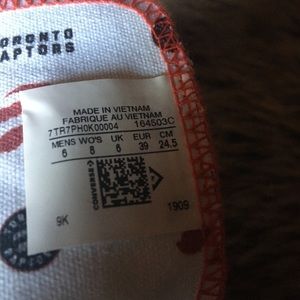 ORONTO
APTORS
MADE IN VIETNAM
FABRIQUE AU VIETNAM
7TR7PH0K00004 164503C
MENS WO'S UK EUR CM
6 8 6 39 24.5
CONVERSE
9K 1909